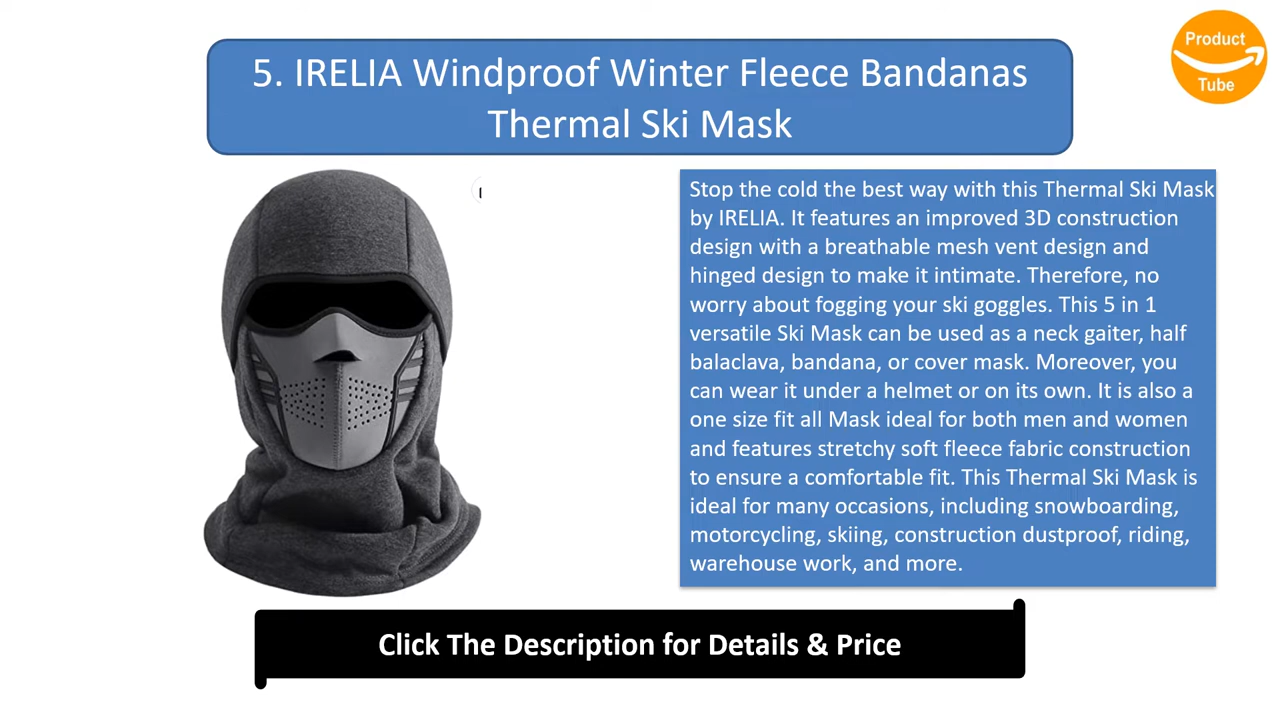 5. IRELIA Windproof Winter Fleece Bandanas
Thermal Ski Mask
Product
Tube
Stop the cold the best way with this Thermal Ski Mask
by IRELIA. It features an improved 3D construction
design with a breathable mesh vent design and
hinged design to make it intimate. Therefore, no
worry about fogging your ski goggles. This 5 in 1
versatile Ski Mask can be used as a neck gaiter, half
balaclava, bandana, or cover mask. Moreover, you
can wear it under a helmet or on its own. It is also a
one size fit all Mask ideal for both men and women
and features stretchy soft fleece fabric construction
to ensure a comfortable fit. This Thermal Ski Mask is
ideal for many occasions, including snowboarding,
motorcycling, skiing, construction dustproof, riding,
warehouse work, and more.
Click The Description for Details & Price